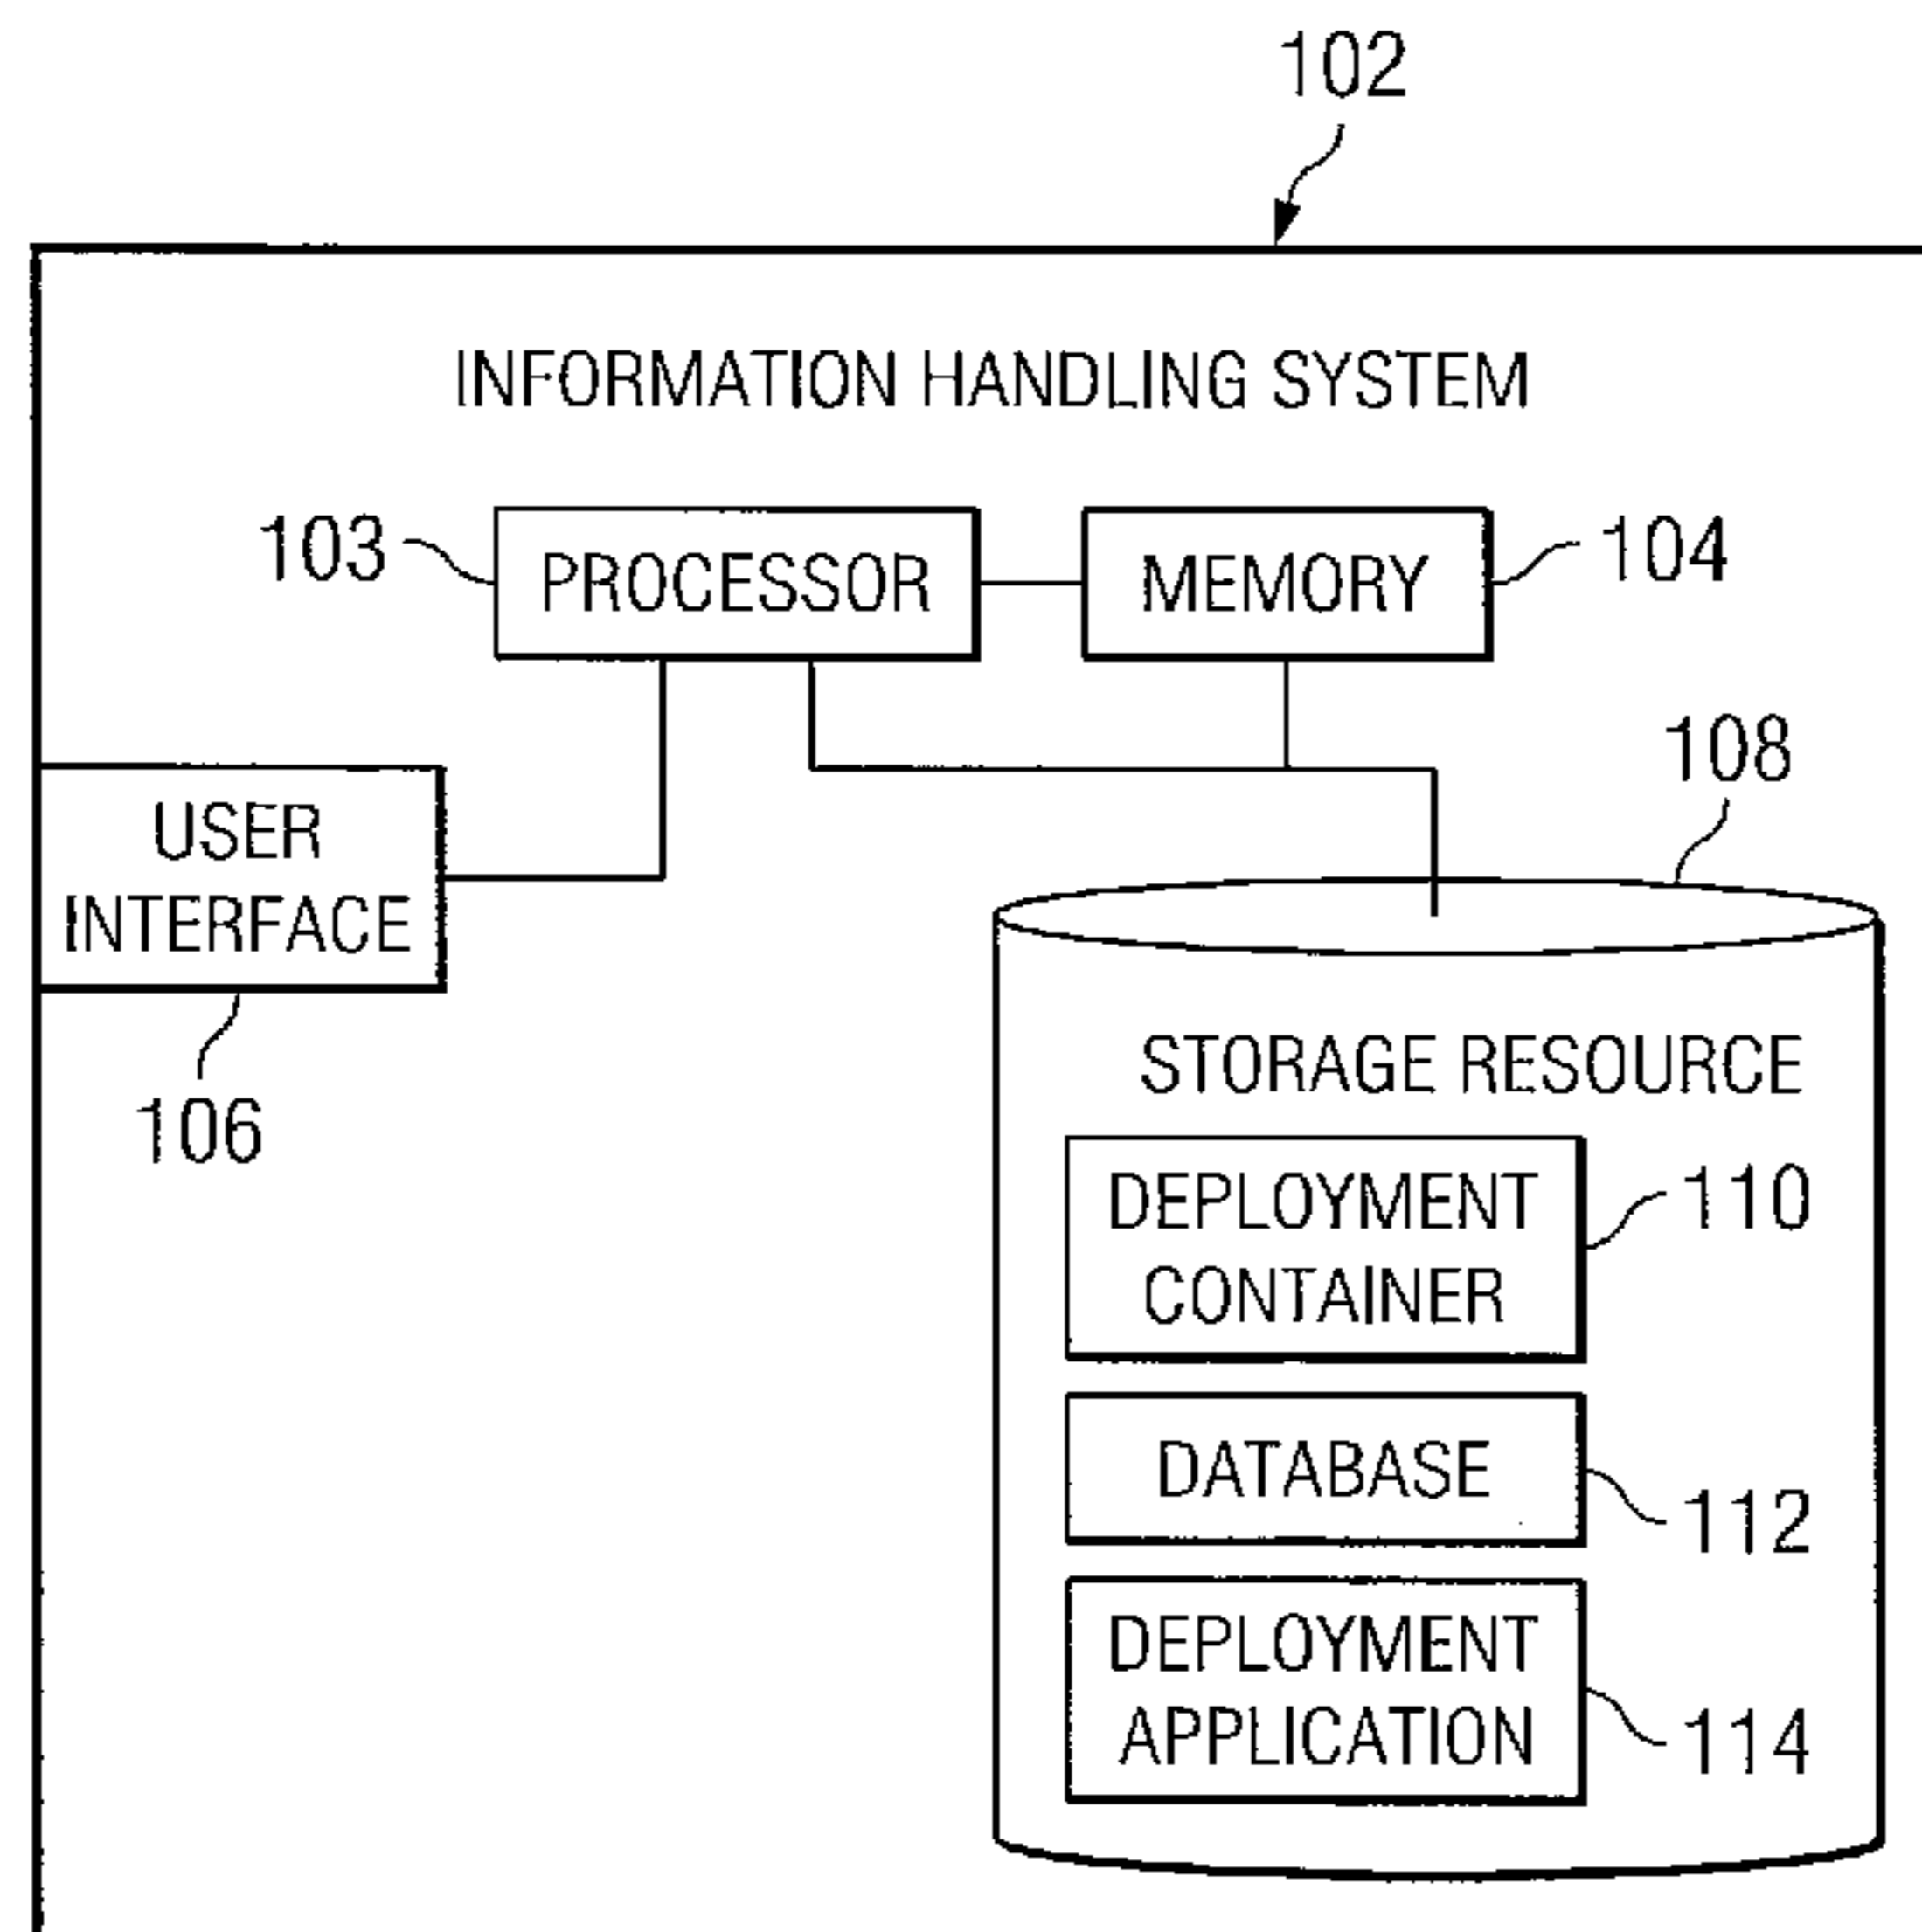 102
INFORMATION HANDLING SYSTEM
103
PROCESSOR
MEMORY
104
108
USER
INTERFACE
106
STORAGE RESOURCE
DEPLOYMENT
CONTAINER
110
DATABASE
112
DEPLOYMENT
APPLICATION
114